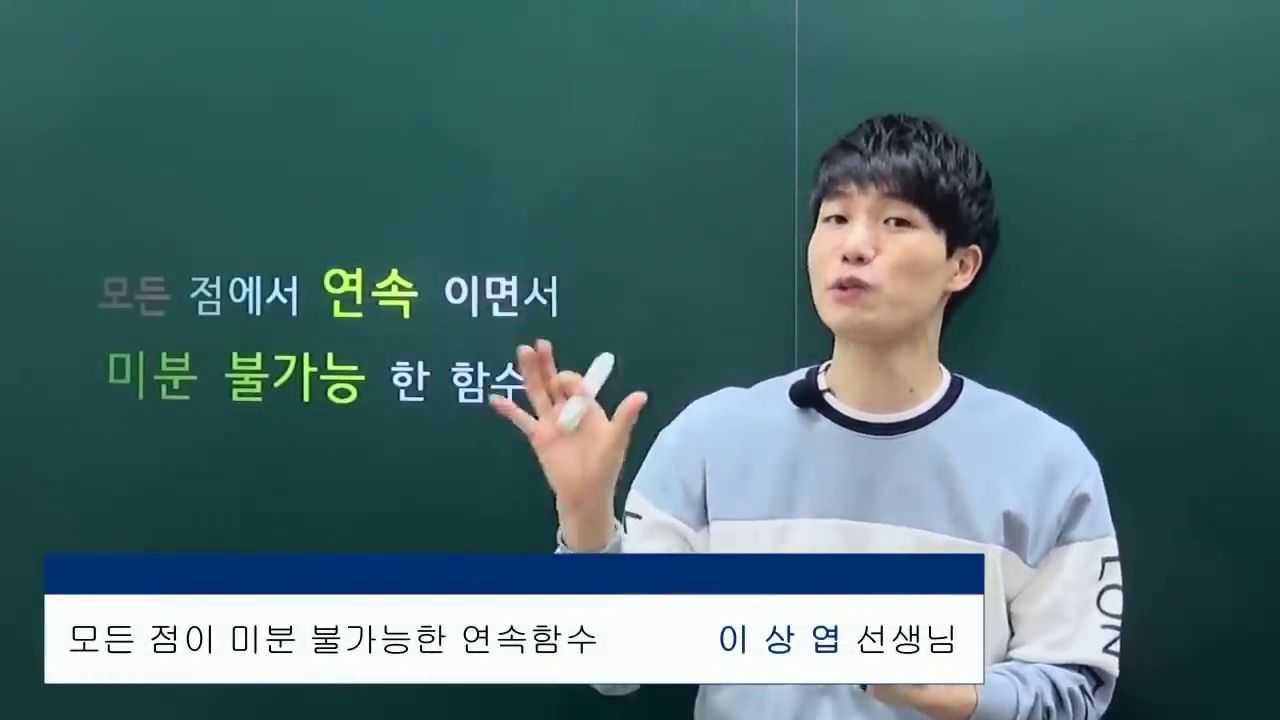 모든 점에서 연속 이면서
미분 불가능 한 함수
모든 점이 미분 불가능한 연속함수
이 상 엽 선생님
LON